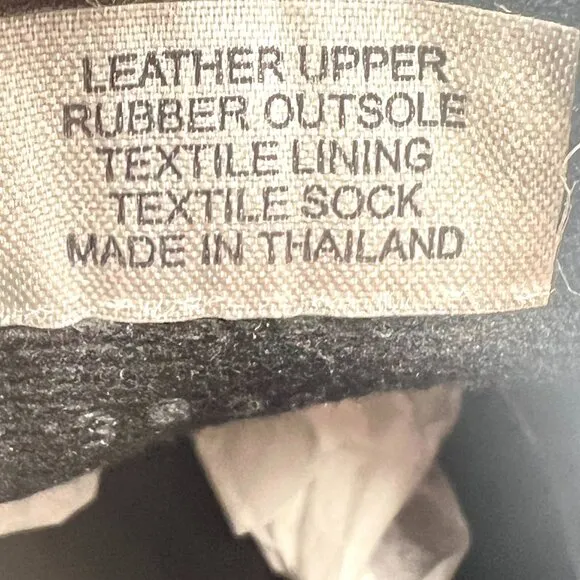 LEATHER UPPER
RUBBER OUTSOLE
TEXTILE LINING
TEXTILE SOCK
MADE IN THAILAND